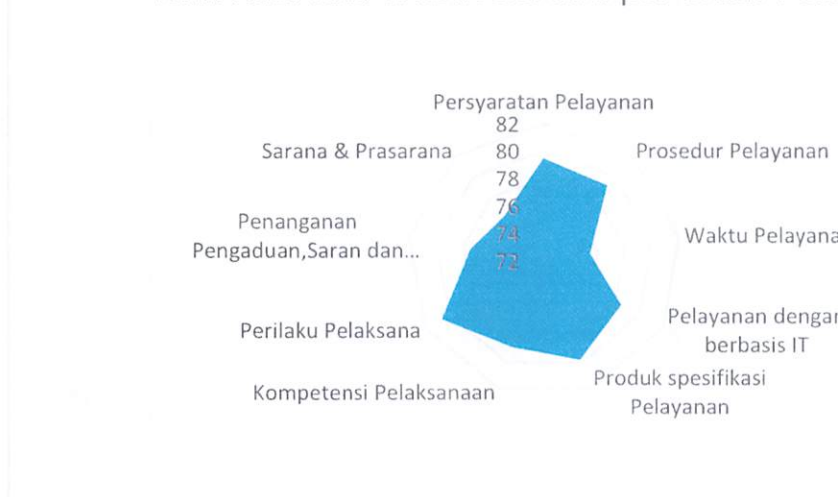 Persyaratan Pelayanan
82
Sarana & Prasarana
80
Prosedur Pelayanan
78
76
Penanganan
Pengaduan,Saran dan...
74
Waktu Pelayana
72
Perilaku Pelaksana
Pelayanan dengan
berbasis IT
Kompetensi Pelaksanaan
Produk spesifikasi
Pelayanan